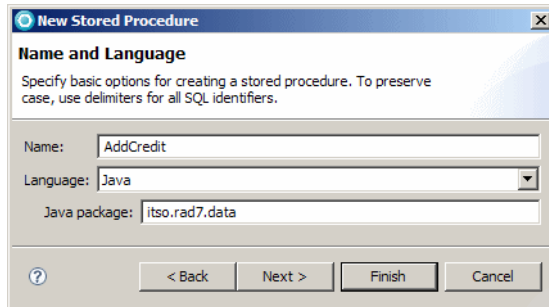 New Stored Procedure
Name and Language
Specify basic options for creating a stored procedure. To preserve
case, use delimiters for all SQL identifiers.
Name: AddCredit
Language: Java
Java package: itso.rad7.data
? < Back Next > Finish Cancel